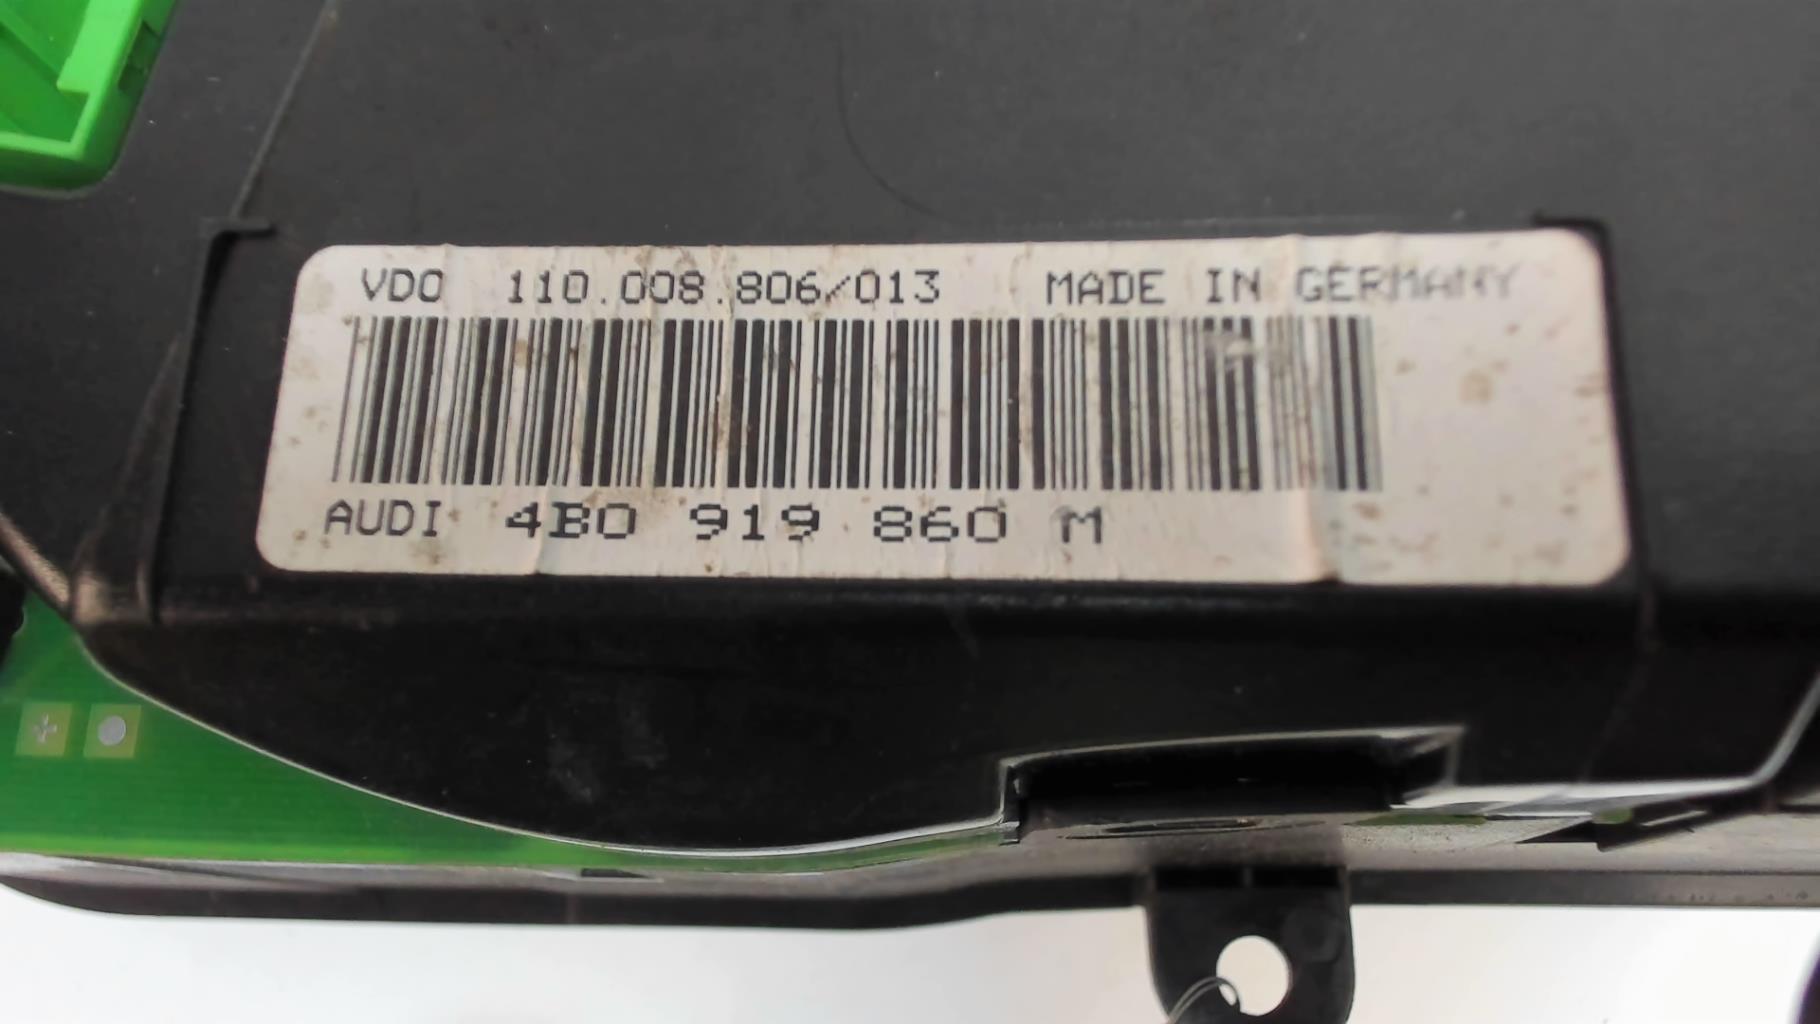 VDO 110.008.806/013 MADE IN GERMANY
AUDI 4B0 919 860 M